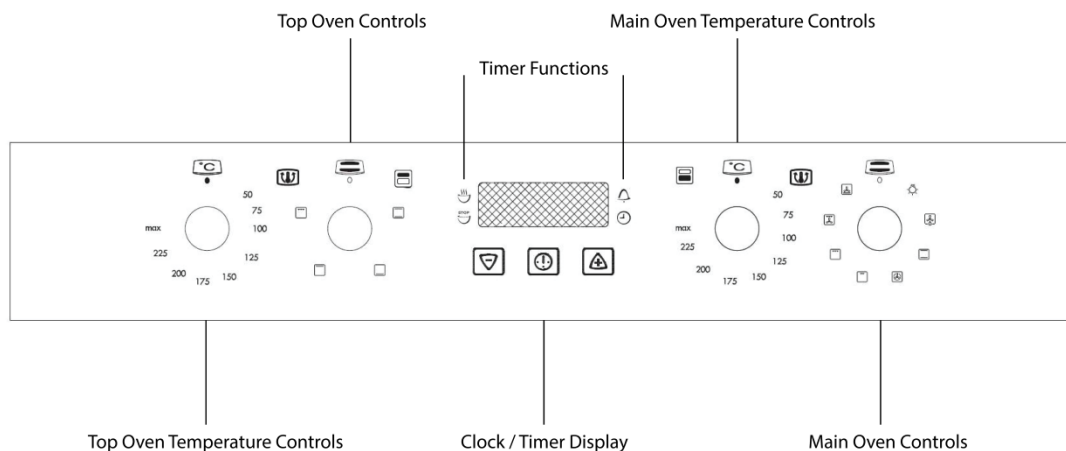 Top Oven Controls
Main Oven Temperature Controls
Timer Functions
°C
°C
50
75
100
125
150
175
200
225
max
STOP
50
75
100
125
150
175
200
225
max
Top Oven Temperature Controls
Clock / Timer Display
Main Oven Controls